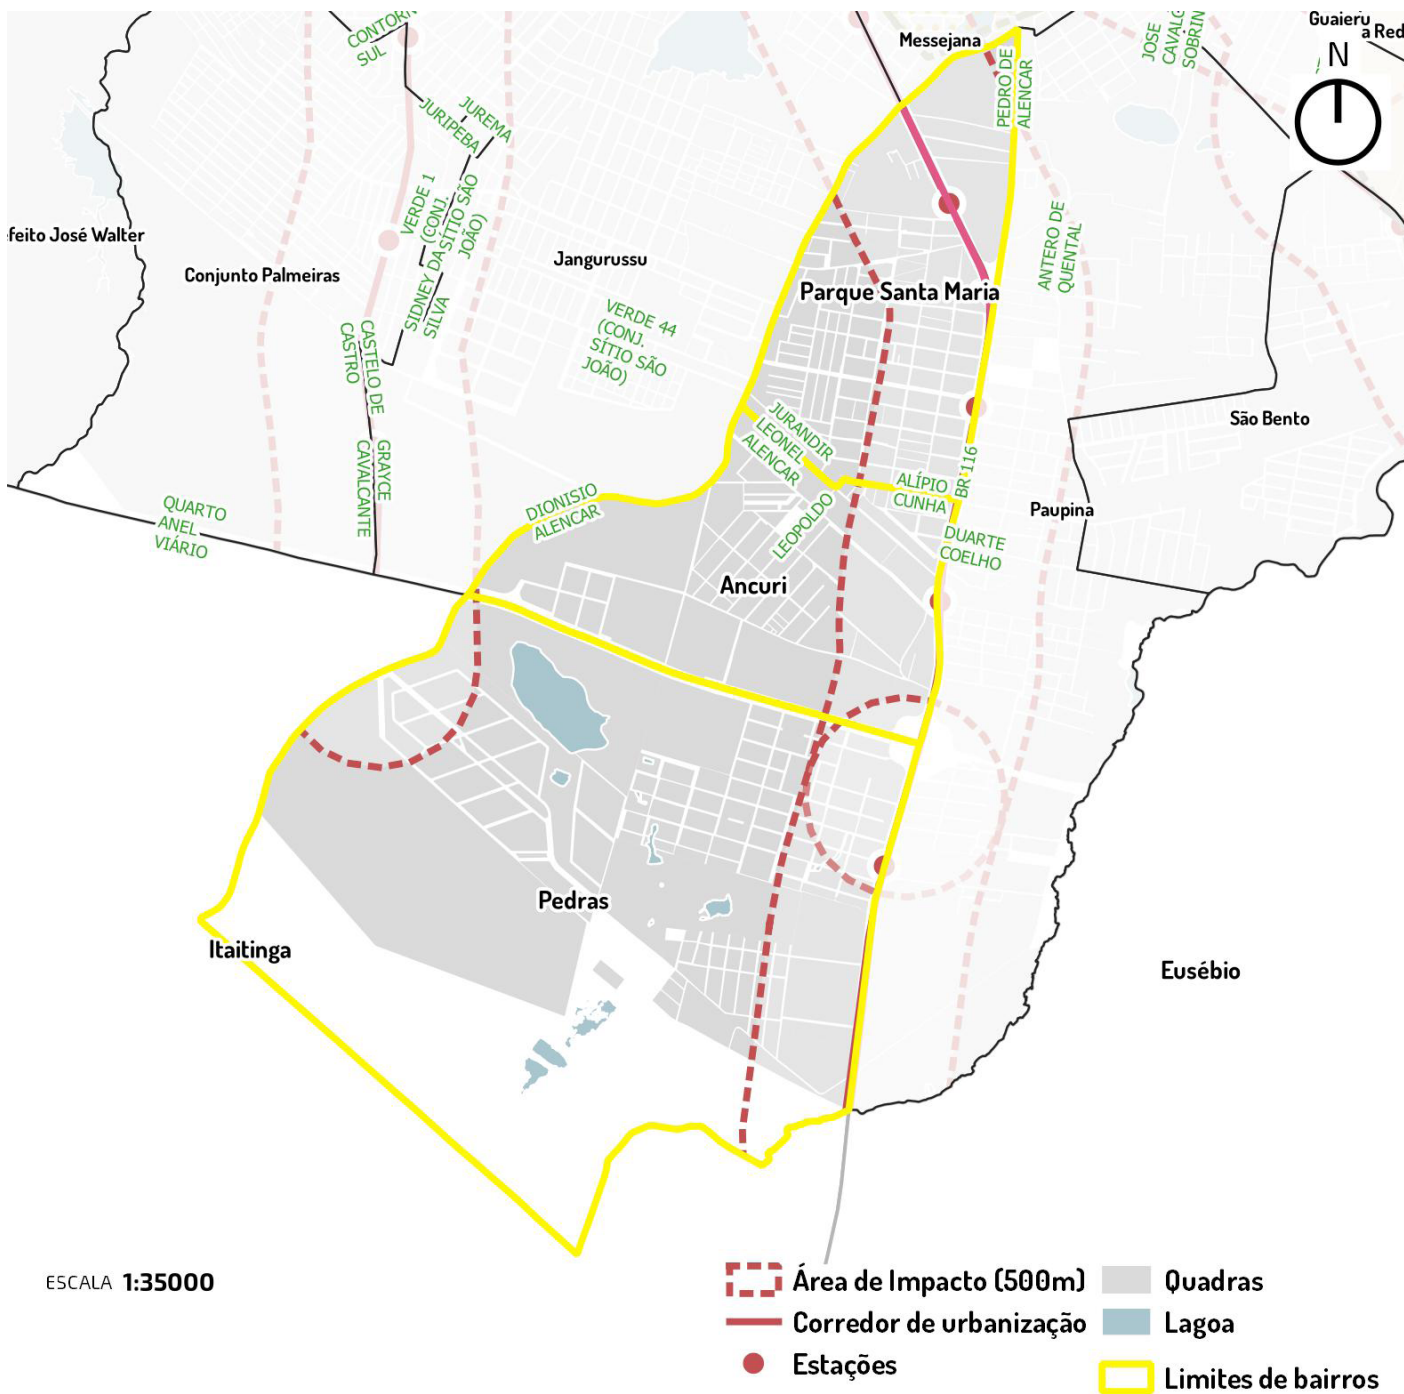 CONTORN
SUL
Messejana
JOSE
CAVALC
SOBRIN
Guaieru
a Red
N
PEDRO DE
ALENCAR
JUREMA
JURIPEBA
VERDE 1
(CONJ.
SÍTIO SÃO
JOÃO)
SIDNEY DA
SILVA
ANTERO DE
QUENTAL
efeito José Walter
Conjunto Palmeiras
Jangurussu
Parque Santa Maria
VERDE 44
(CONJ.
SÍTIO SÃO
JOÃO)
CASTELO DE
CASTRO
GRAYCE
CAVALCANTE
JURANDIR
LEONEL
ALENCAR
São Bento
BR-116
ALÍPIO
CUNHA
QUARTO
ANEL
VIÁRIO
DIONISIO
ALENCAR
LEOPOLDO
Paupina
DUARTE
COELHO
Ancuri
Pedras
Itaitinga
Eusébio
ESCALA 1:35000
Área de Impacto (500m)
Corredor de urbanização
Estações
Quadras
Lagoa
Limites de bairros